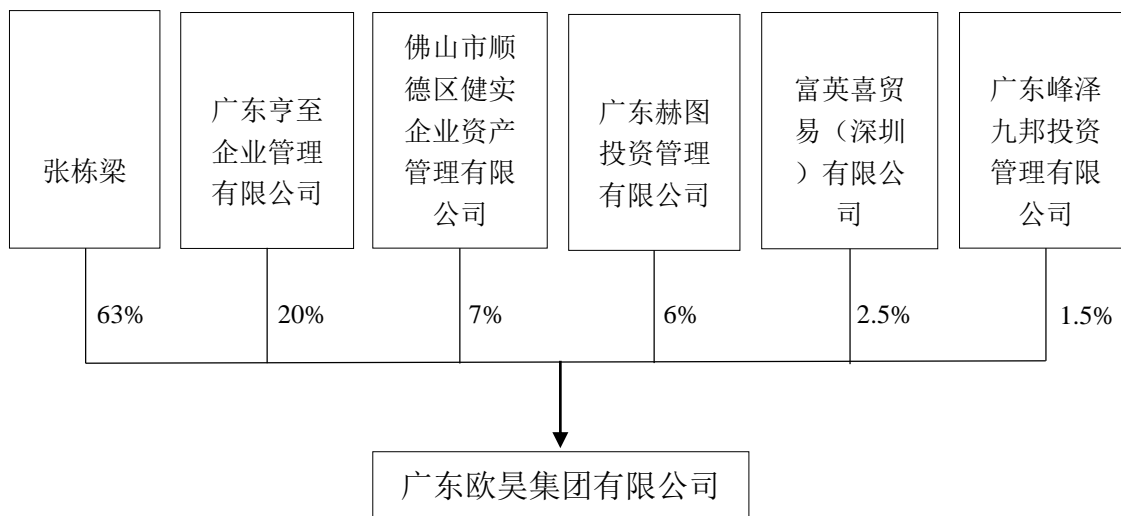 张栋梁
广东亨至
企业管理
有限公司
佛山市顺
德区健实
企业资产
管理有限
公司
广东赫图
投资管理
有限公司
富英喜贸
易（深圳
）有限公
司
广东峰泽
九邦投资
管理有限
公司
63%
20%
7%
6%
2.5%
1.5%
广东欧昊集团有限公司